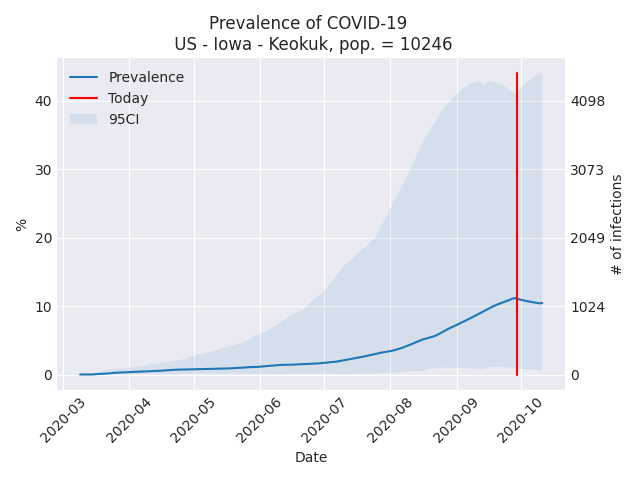 Prevalence of COVID-19
US - Iowa - Keokuk, pop. = 10246
Prevalence
Today
95CI
40
30
20
10
0
%
4098
3073
2049
1024
0
# of infections
2020-03
2020-04
2020-05
2020-06
2020-07
2020-08
2020-09
2020-10
Date